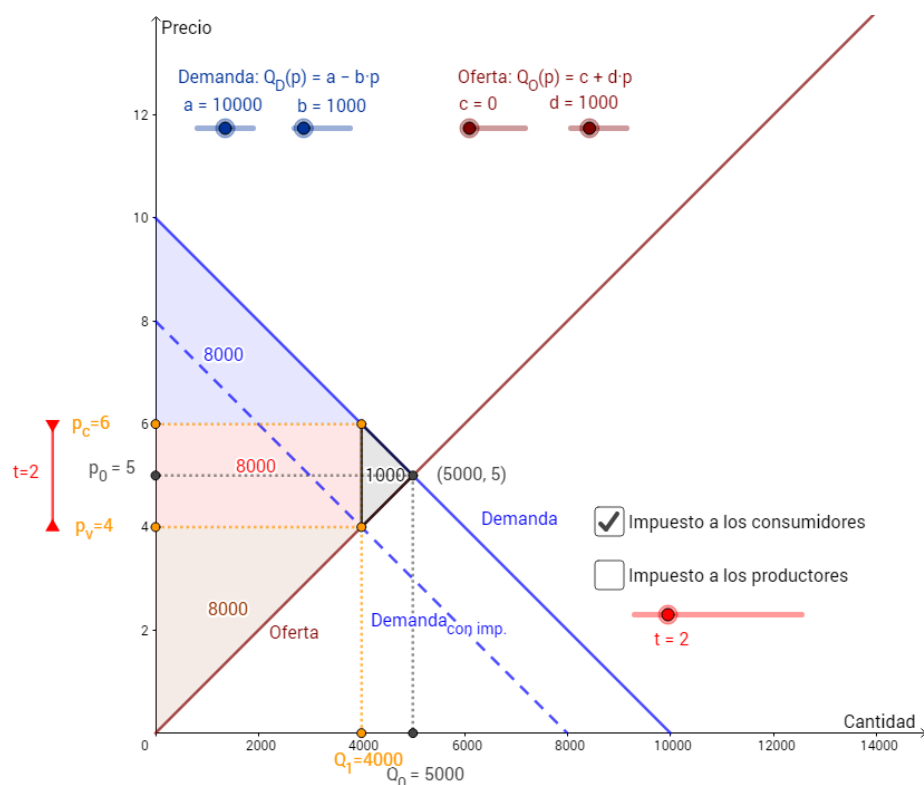 Precio
Demanda: Q_D(p) = a − b·p
a = 10000
b = 1000
Oferta: Q_O(p) = c + d·p
c = 0
d = 1000
12
10
8
8000
6
p_c=6
t=2
p_0 = 5
8000
1000
(5000, 5)
p_v=4
4
Demanda
Impuesto a los consumidores
Impuesto a los productores
8000
Oferta
Demanda_con imp.
2
t = 2
Cantidad
0
2000
4000
6000
8000
10000
12000
14000
Q_1=4000
Q_0 = 5000